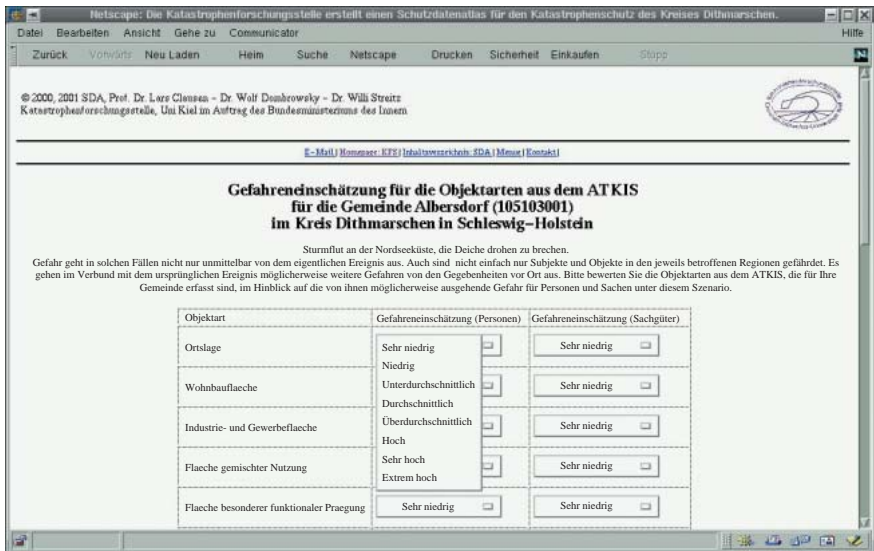 Netscape: Die Katastrophenforschungsstelle erstellt einen Schutzdatenatlas für den Katastrophenschutz des Kreises Dithmarschen.
Datei Bearbeiten Ansicht Gehe zu Communicator Hilfe
Zurück Vorwärts Neu Laden Heim Suche Netscape Drucken Sicherheit Einkaufen Stopp
© 2000, 2001 SDA, Prof. Dr. Lars Clausen – Dr. Wolf Dombrowsky – Dr. Willi Streitz
Katastrophenforschungsstelle, Uni Kiel im Auftrag des Bundesministeriums des Innern
E-Mail | Homepage: KFS | Inhaltsverzeichnis: SDA | Menue | Kontakt |
Gefahreneinschätzung für die Objektarten aus dem ATKIS
für die Gemeinde Albersdorf (105103001)
im Kreis Dithmarschen in Schleswig–Holstein
Sturmflut an der Nordseeküste, die Deiche drohen zu brechen.
Gefahr geht in solchen Fällen nicht nur unmittelbar von dem eigentlichen Ereignis aus. Auch sind nicht einfach nur Subjekte und Objekte in den jeweils betroffenen Regionen gefährdet. Es
gehen im Verbund mit dem ursprünglichen Ereignis möglicherweise weitere Gefahren von den Gegebenheiten vor Ort aus. Bitte bewerten Sie die Objektarten aus dem ATKIS, die für Ihre
Gemeinde erfasst sind, im Hinblick auf die von ihnen möglicherweise ausgehende Gefahr für Personen und Sachen unter diesem Szenario.
Objektart Gefahreneinschätzung (Personen) Gefahreneinschätzung (Sachgüter)
Ortslage Sehr niedrig Sehr niedrig
Niedrig
Wohnbauflaeche Unterdurchschnittlich Sehr niedrig
Durchschnittlich
Industrie- und Gewerbeflaeche Überdurchschnittlich Sehr niedrig
Hoch
Flaeche gemischter Nutzung Sehr hoch Sehr niedrig
Extrem hoch
Flaeche besonderer funktionaler Praegung Sehr niedrig Sehr niedrig